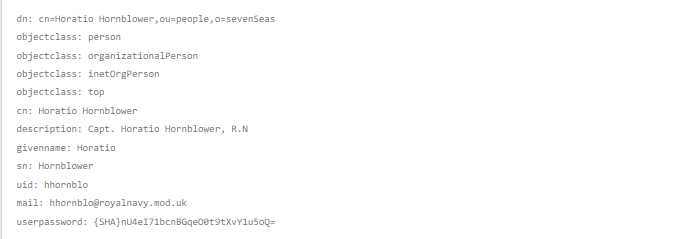 dn: cn=Horatio Hornblower,ou=people,o=sevenSeas
objectclass: person
objectclass: organizationalPerson
objectclass: inetOrgPerson
objectclass: top
cn: Horatio Hornblower
description: Capt. Horatio Hornblower, R.N
givenname: Horatio
sn: Hornblower
uid: hhornblo
mail: hhornblo@royalnavy.mod.uk
userpassword: {SHA}nU4eI71bcnBGqeO0t9tXvY1u5oQ=